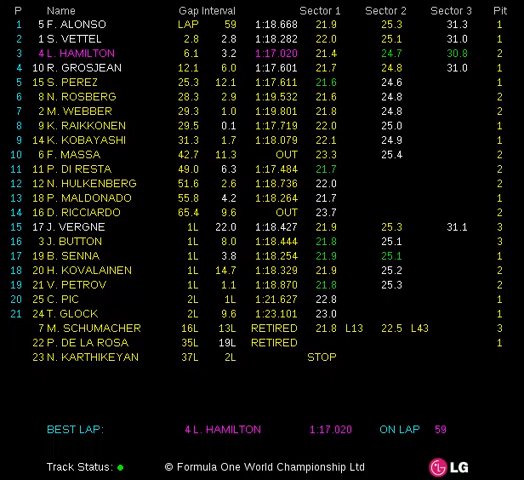 P Name Gap Interval Sector 1 Sector 2 Sector 3 Pit
1 5 F. ALONSO LAP 59 1:18.668 21.9 25.3 31.3 1
2 1 S. VETTEL 2.8 2.8 1:18.282 22.0 25.1 31.0 1
3 4 L. HAMILTON 6.1 3.2 1:17.020 21.4 24.7 30.8 2
4 10 R. GROSJEAN 12.1 6.0 1:17.601 21.7 24.8 31.0 1
5 15 S. PEREZ 25.3 12.1 1:17.611 21.6 24.6 1
6 8 N. ROSBERG 28.3 2.9 1:19.532 21.6 24.8 2
7 2 M. WEBBER 29.3 1.0 1:19.801 21.8 24.8 2
8 9 K. RAIKKONEN 29.5 0.1 1:17.719 22.0 25.0 1
9 14 K. KOBAYASHI 31.3 1.7 1:18.079 22.1 24.9 1
10 6 F. MASSA 42.7 11.3 OUT 23.3 25.4 2
11 11 P. DI RESTA 49.0 6.3 1:17.484 21.7 2
12 12 N. HULKENBERG 51.6 2.6 1:18.736 22.0 2
13 18 P. MALDONADO 55.8 4.2 1:18.264 21.7 1
14 16 D. RICCIARDO 65.4 9.6 OUT 23.7 2
15 17 J. VERGNE 1L 22.0 1:18.427 21.9 25.3 31.1 3
16 3 J. BUTTON 1L 8.0 1:18.444 21.8 25.1 3
17 19 B. SENNA 1L 3.8 1:18.254 21.9 25.1 1
18 20 H. KOVALAINEN 1L 14.7 1:18.329 21.9 25.2 2
19 21 V. PETROV 1L 1.1 1:18.870 21.8 25.3 2
20 25 C. PIC 2L 1L 1:21.627 22.8 1
21 24 T. GLOCK 2L 9.6 1:23.101 23.0 1
7 M. SCHUMACHER 16L 13L RETIRED 21.8 L13 22.5 L43 3
22 P. DE LA ROSA 35L 19L RETIRED 1
23 N. KARTHIKEYAN 37L 2L STOP
BEST LAP: 4 L. HAMILTON 1:17.020 ON LAP 59
Track Status: © Formula One World Championship Ltd LG